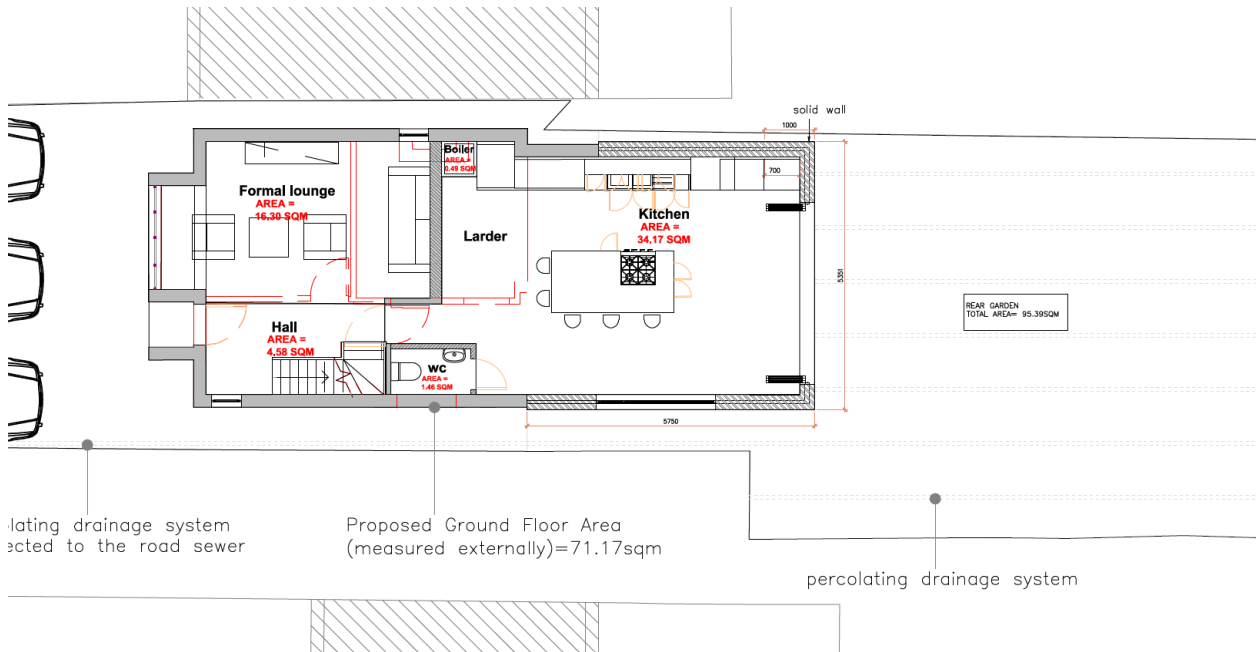 solid wall
1000
Boiler
AREA =
0.49 SQM
700
Formal lounge
AREA =
16,30 SQM
Kitchen
AREA =
34,17 SQM
Larder
5351
REAR GARDEN
TOTAL AREA= 95.39SQM
Hall
AREA =
4,58 SQM
WC
AREA =
1.46 SQM
5750
lating drainage system
ected to the road sewer
Proposed Ground Floor Area
(measured externally)=71.17sqm
percolating drainage system